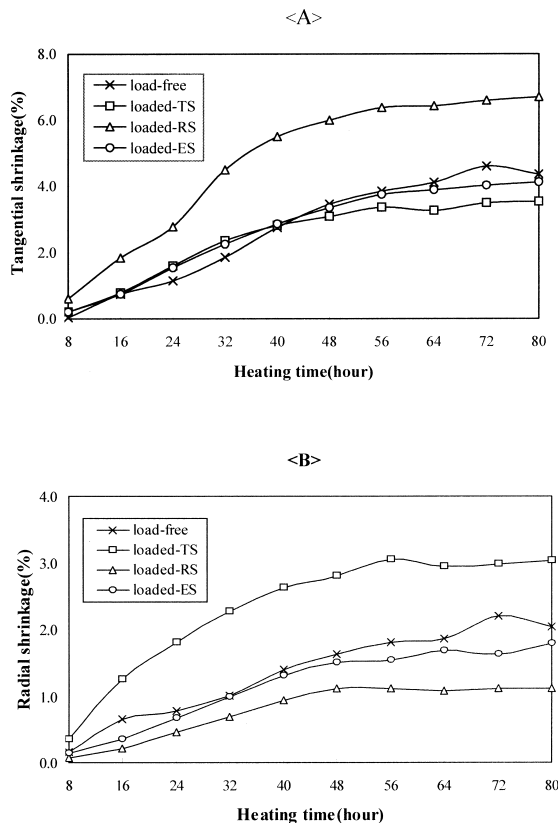 <A>
8.0
6.0
4.0
2.0
0.0
Tangential shrinkage(%)
load-free
loaded-TS
loaded-RS
loaded-ES
8 16 24 32 40 48 56 64 72 80
Heating time(hour)
<B>
4.0
3.0
2.0
1.0
0.0
Radial shrinkage(%)
load-free
loaded-TS
loaded-RS
loaded-ES
8 16 24 32 40 48 56 64 72 80
Heating time(hour)